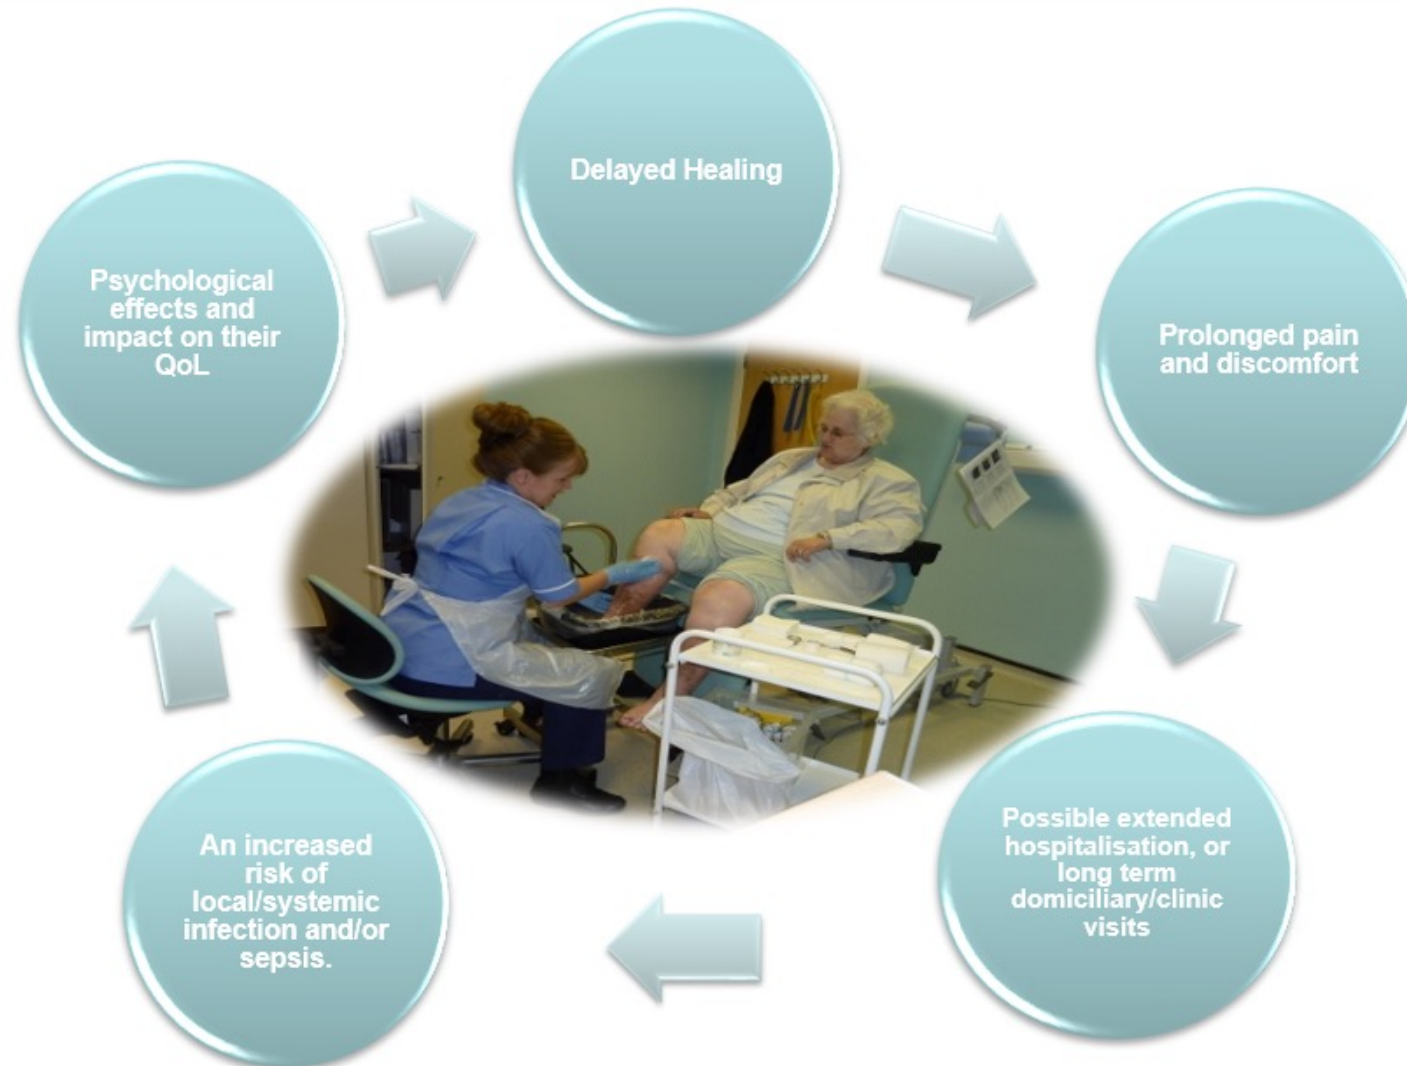 Delayed Healing
Prolonged pain
and discomfort
Possible extended
hospitalisation, or
long term
domiciliary/clinic
visits
An increased
risk of
local/systemic
infection and/or
sepsis.
Psychological
effects and
impact on their
QoL